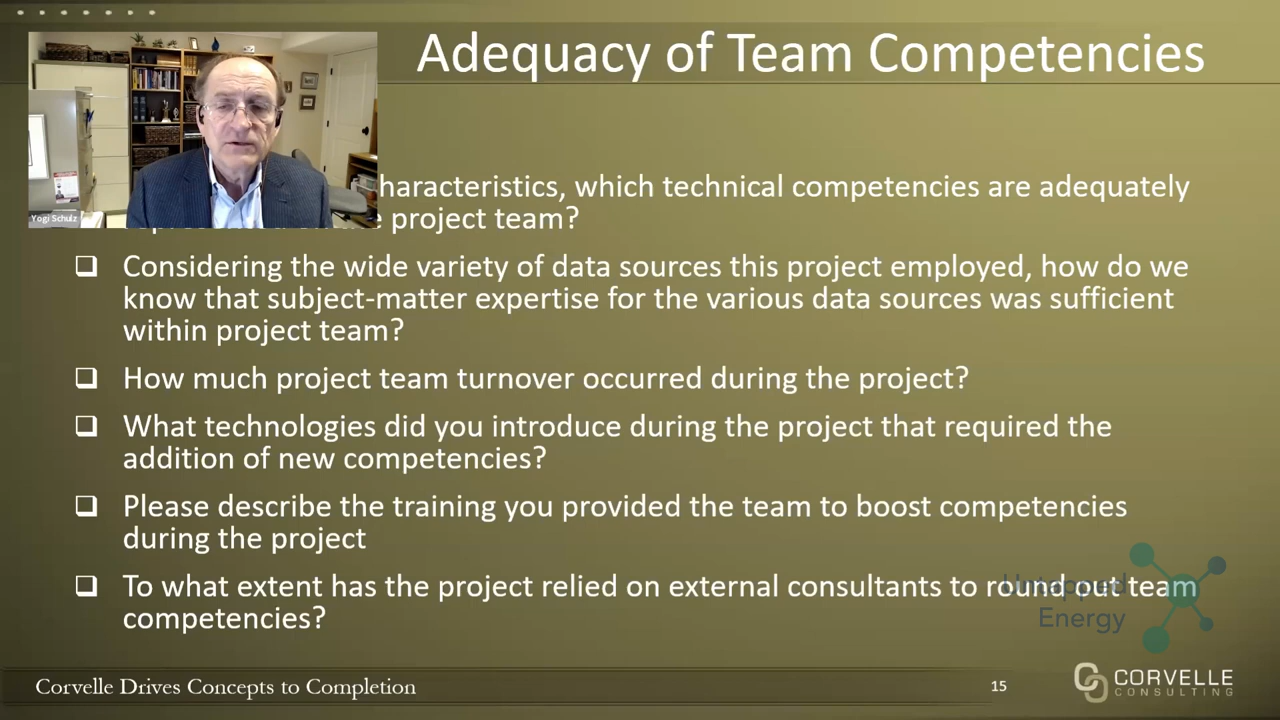 Adequacy of Team Competencies
Yogi Schulz
haracteristics, which technical competencies are adequately
project team?
Considering the wide variety of data sources this project employed, how do we
know that subject-matter expertise for the various data sources was sufficient
within project team?
How much project team turnover occurred during the project?
What technologies did you introduce during the project that required the
addition of new competencies?
Please describe the training you provided the team to boost competencies
during the project
To what extent has the project relied on external consultants to round out team
competencies?
Untapped
Energy
Corvelle Drives Concepts to Completion
15
CORVELLE
CONSULTING